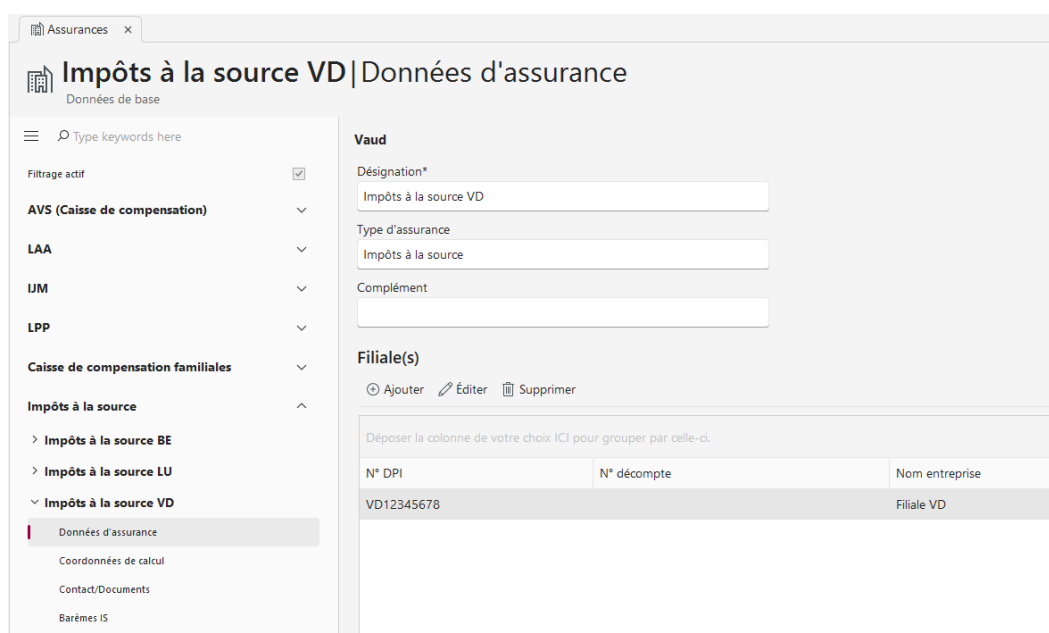 Assurances ×
Impôts à la source VD|Données d'assurance
Données de base
Type keywords here
Filtrage actif
AVS (Caisse de compensation)
LAA
IJM
LPP
Caisse de compensation familiales
Impôts à la source
Impôts à la source BE
Impôts à la source LU
Impôts à la source VD
Données d'assurance
Coordonnées de calcul
Contact/Documents
Barèmes IS
Vaud
Désignation*
Impôts à la source VD
Type d'assurance
Impôts à la source
Complément
Filiale(s)
Ajouter Éditer Supprimer
Déposer la colonne de votre choix ICI pour grouper par celle-ci.
N° DPI N° décompte Nom entreprise
VD12345678 Filiale VD